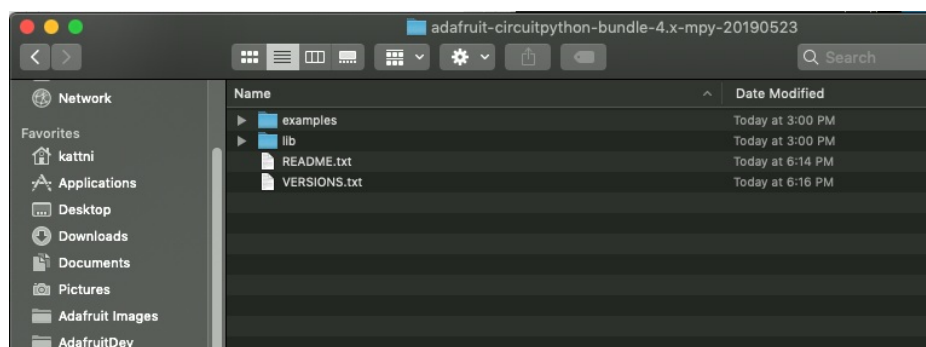 adafruit-circuitpython-bundle-4.x-mpy-20190523
Search
Network
Favorites
kattni
Applications
Desktop
Downloads
Documents
Pictures
Adafruit Images
AdafruitDev
Name Date Modified
examples Today at 3:00 PM
lib Today at 3:00 PM
README.txt Today at 6:14 PM
VERSIONS.txt Today at 6:16 PM